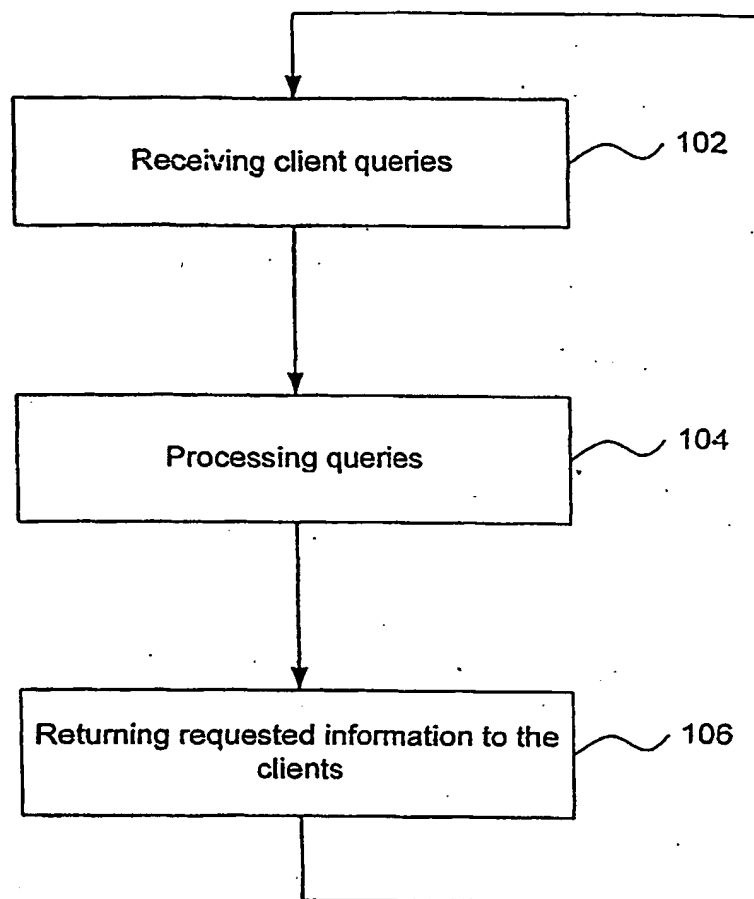 Receiving client queries
102
Processing queries
104
Returning requested information to the
clients
106